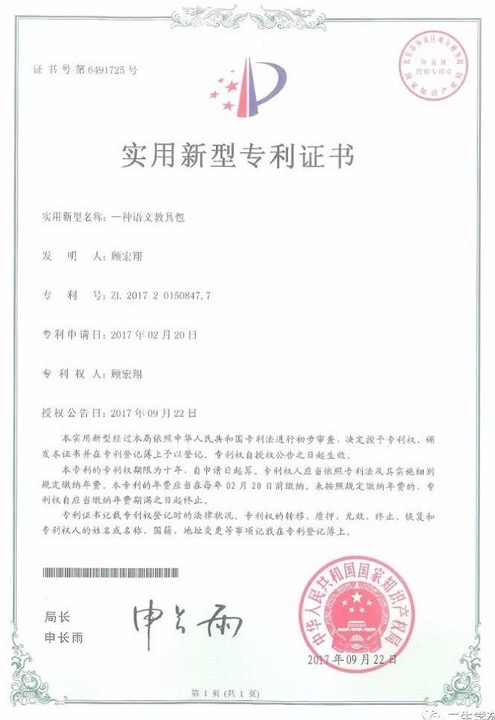 证书号第6491725号
实用新型专利证书
实用新型名称：一种语文教具包
发 明 人：顾宏翔
专 利 号：ZL 2017 2 0150847.7
专利申请日：2017年02月20日
专 利 权 人：顾宏翔
授权公告日：2017年09月22日
本实用新型经过本局依照中华人民共和国专利法进行初步审查，决定授予专利权，颁
发本证书并在专利登记簿上予以登记，专利权自授权公告之日起生效。
本专利的专利权期限为十年，自申请日起算。专利权人应当依照专利法及其实施细则
规定缴纳年费。本专利的年费应当在每年02月20日前缴纳。未按照规定缴纳年费的，专
利权自应当缴纳年费期满之日起终止。
专利证书记载专利权登记时的法律状况。专利权的转移、质押、无效、终止、恢复和
专利权人的姓名或名称、国籍、地址变更等事项记载在专利登记簿上。
局长
申长雨
申长雨
中华人民共和国国家知识产权局
2017年09月22日
第1页(共1页)